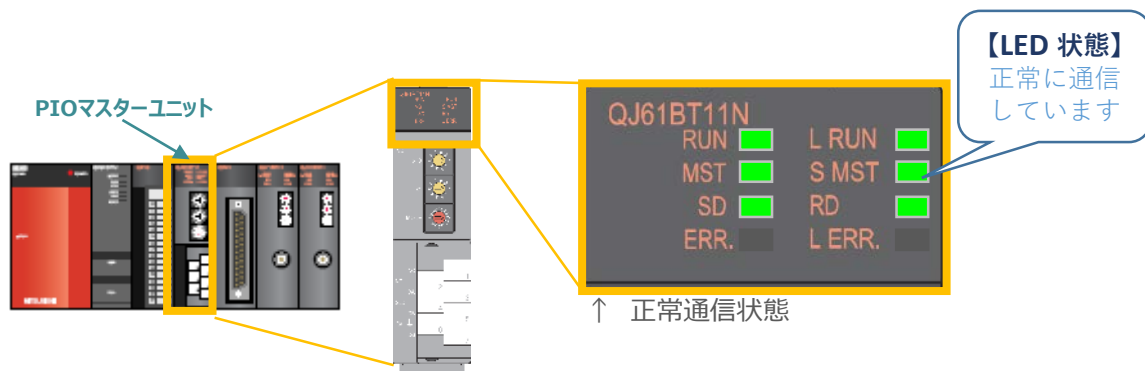 PIOマスターユニット
【LED 状態】
正常に通信
しています
QJ61BT11N
RUN L RUN
MST S MST
SD RD
ERR. L ERR.
↑ 正常通信状態